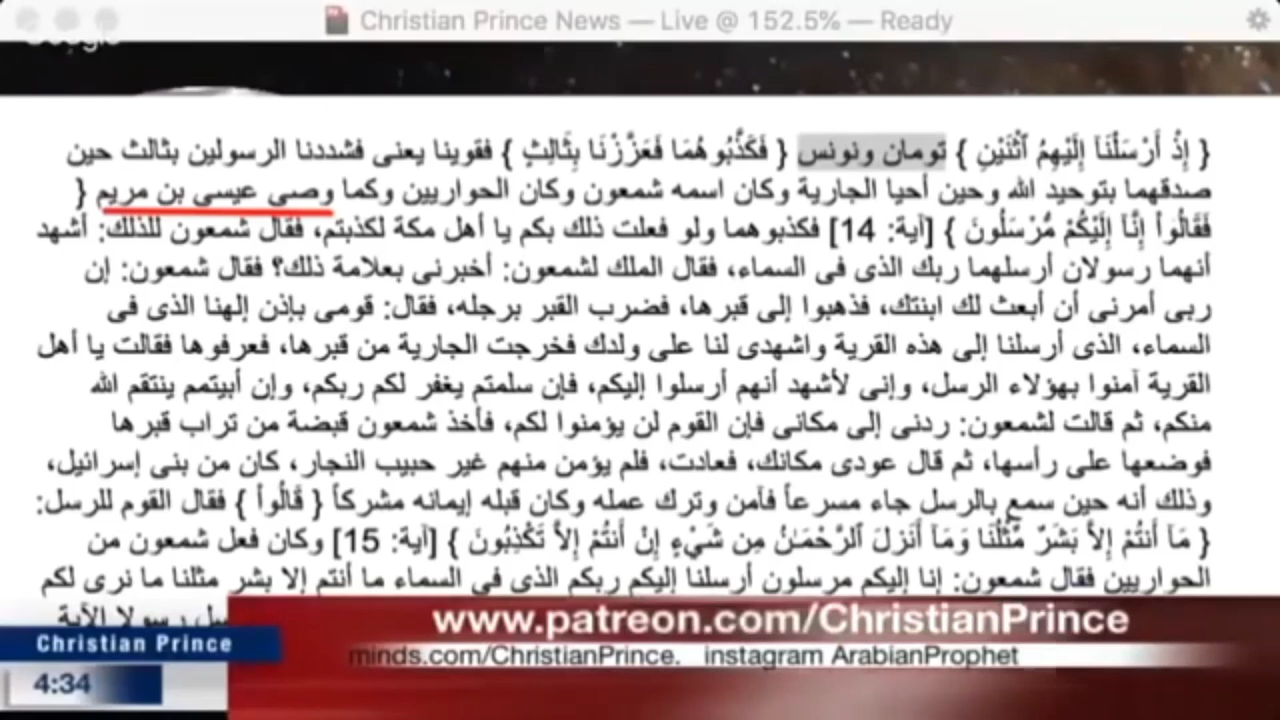 Christian Prince News — Live @ 152.5% — Ready
Google
{ إِذْ أَرْسَلْنَآ إِلَيْهِمُ ٱثْنَيْنِ } تومان ونونس { فَكَذَّبُوهُمَا فَعَزَّزْنَا بِثَالِثٍ } فقوينا يعنى فشددنا الرسولين بثالث حين
صدقهما بتوحيد الله وحين أحيا الجارية وكان اسمه شمعون وكان الحواريين وكما وصى عيسى بن مريم {
فَقَالُوۤاْ إِنَّآ إِلَيْكُمْ مُّرْسَلُونَ } [آية: 14] فكذبوهما ولو فعلت ذلك بكم يا أهل مكة لكذبتم، فقال شمعون للذلك: أشهد
أنهما رسولان أرسلهما ربك الذى فى السماء، فقال الملك لشمعون: أخبرنى بعلامة ذلك؟ فقال شمعون: إن
ربى أمرنى أن أبعث لك ابنتك، فذهبوا إلى قبرها، فضرب القبر برجله، فقال: قومى بإذن إلهنا الذى فى
السماء، الذى أرسلنا إلى هذه القرية واشهدى لنا على ولدك فخرجت الجارية من قبرها، فعرفوها فقالت يا أهل
القرية آمنوا بهؤلاء الرسل، وإنى لأشهد أنهم أرسلوا إليكم، فإن سلمتم يغفر لكم ربكم، وإن أبيتمم ينتقم الله
منكم، ثم قالت لشمعون: ردنى إلى مكانى فإن القوم لن يؤمنوا لكم، فأخذ شمعون قبضة من تراب قبرها
فوضعها على رأسها، ثم قال عودى مكانك، فعادت، فلم يؤمن منهم غير حبيب النجار، كان من بنى إسرائيل،
وذلك أنه حين سمع بالرسل جاء مسرعاً فآمن وترك عمله وكان قبله إيمانه مشركاً { قَالُواْ } فقال القوم للرسل:
{ مَآ أَنتُمْ إِلاَّ بَشَرٌ مِّثْلُنَا وَمَآ أَنَزلَ ٱلرَّحْمَـٰنُ مِن شَيْءٍ إِنْ أَنتُمْ إِلاَّ تَكْذِبُونَ } [آية: 15] وكان فعل شمعون من
الحواريين فقال شمعون: إنا إليكم مرسلون أرسلنا إليكم ربكم الذى فى السماء ما أنتم إلا بشر مثلنا ما نرى لكم
رسولا الآية
www.patreon.com/ChristianPrince
Christian Prince
minds.com/ChristianPrince. instagram ArabianProphet
4:34